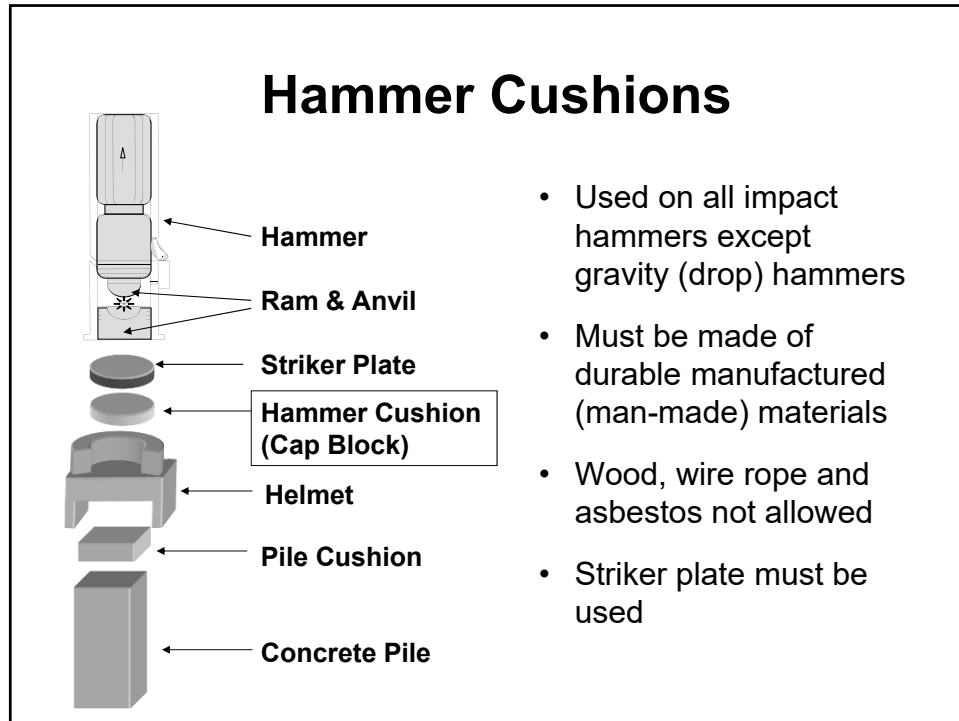 Hammer Cushions
Hammer
Ram & Anvil
Striker Plate
Hammer Cushion
(Cap Block)
Helmet
Pile Cushion
Concrete Pile
• Used on all impact
hammers except
gravity (drop) hammers
• Must be made of
durable manufactured
(man-made) materials
• Wood, wire rope and
asbestos not allowed
• Striker plate must be
used